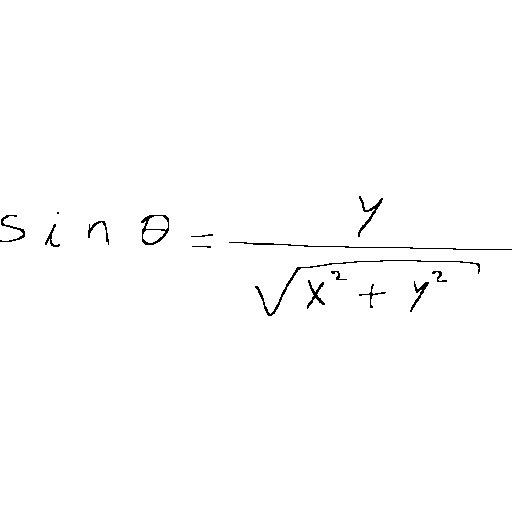 sin θ = y / √(x² + y²)